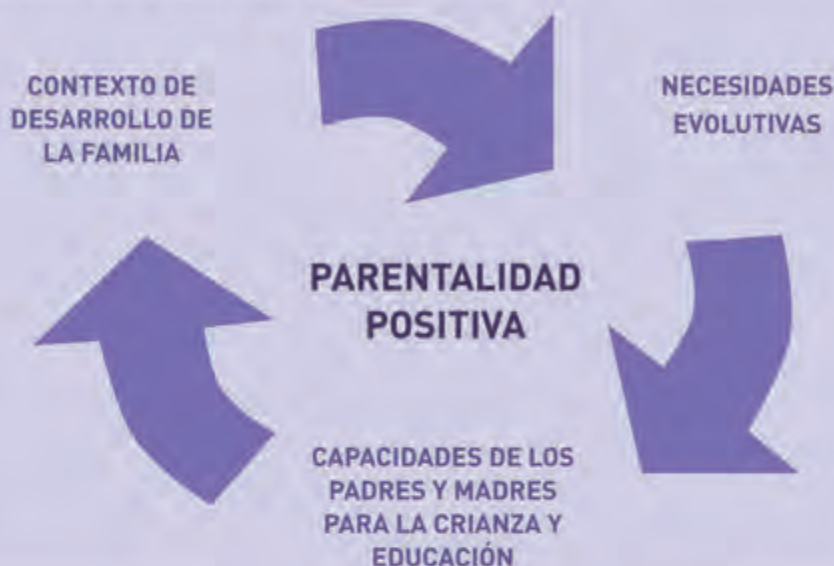 CONTEXTO DE
DESARROLLO DE
LA FAMILIA
NECESIDADES
EVOLUTIVAS
PARENTALIDAD
POSITIVA
CAPACIDADES DE LOS
PADRES Y MADRES
PARA LA CRIANZA Y
EDUCACIÓN